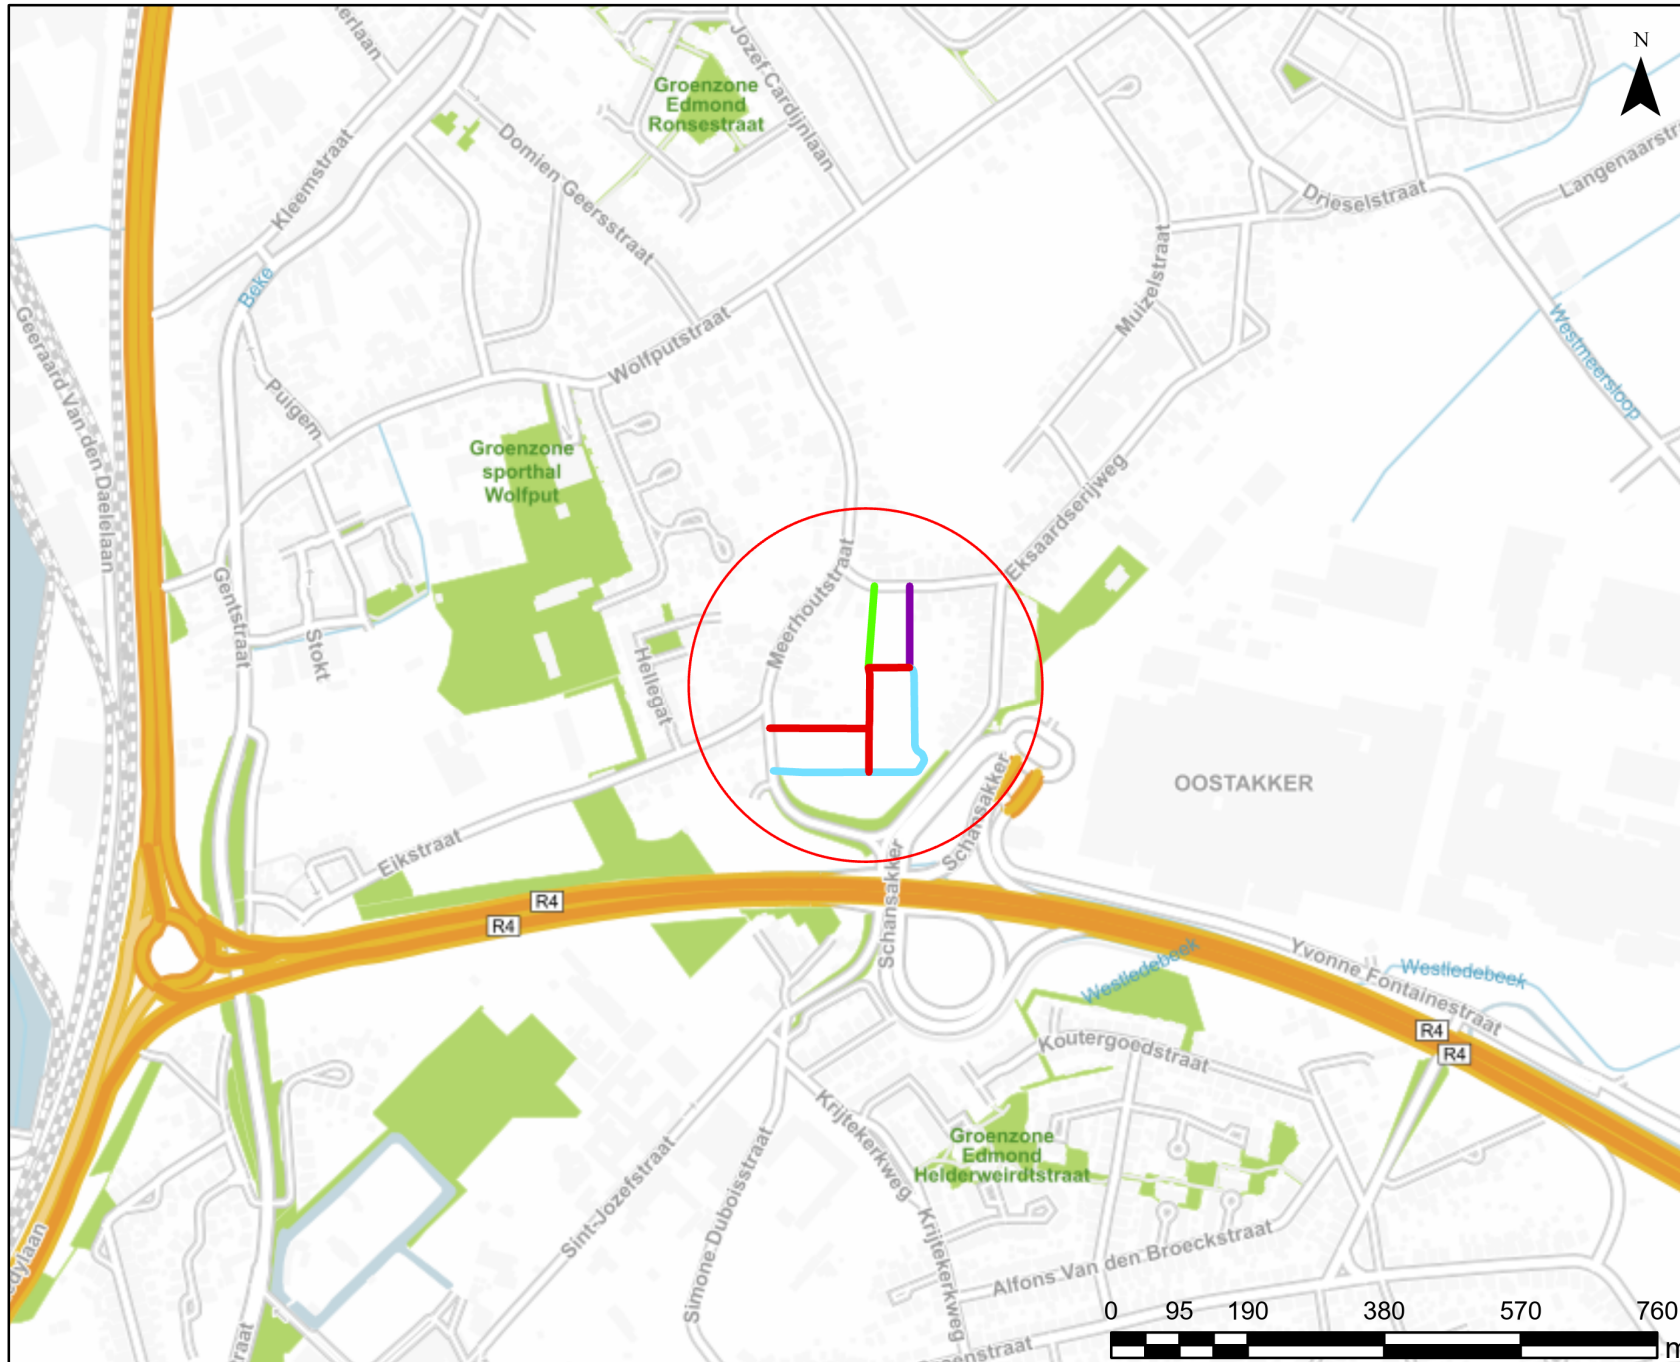 N
Jozef Cardijnlaan
Groenzone
Edmond
Ronsestraat
Kleemstraat
Domien Geersstraat
Drieselstraat
Beke
Muizelstraat
Geeraard Van den Daelelaan
Wolfputstraat
Westmeersloop
Puigem
Groenzone
sporthal
Wolfput
Eksaardserijweg
Meerhoutstraat
Gentstraat
Stokt
Hellegat
OOSTAKKER
Schansakker
Schansakker
Eikstraat
R4
R4
Schansakker
Westledebeek
Yvonne Fontainestraat
Westledebeek
R4
R4
Koutergoedstraat
Krijtekerkweg
Groenzone
Edmond
Helderweirdtstraat
Sint-Jozefstraat
Simone Duboisstraat
Krijtekerkweg
Alfons Van den Broeckstraat
0 95 190 380 570 760